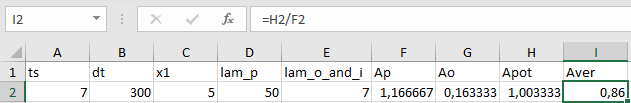 I2 fx =H2/F2
A B C D E F G H I
1 ts dt x1 lam_p lam_o_and_i Ap Ao Apot Aver
2 7 300 5 50 7 1,166667 0,163333 1,003333 0,86